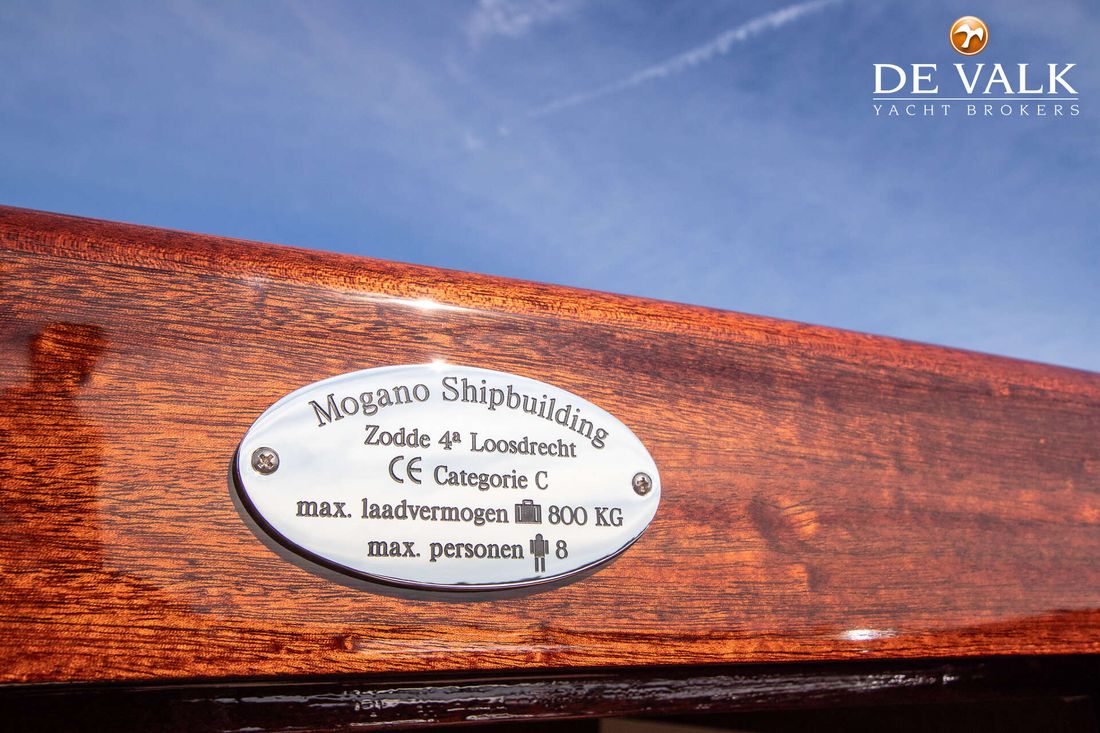 DE VALK
YACHT BROKERS
Mogano Shipbuilding
Zodde 4ª Loosdrecht
CE Categorie C
max. laadvermogen 800 KG
max. personen 8